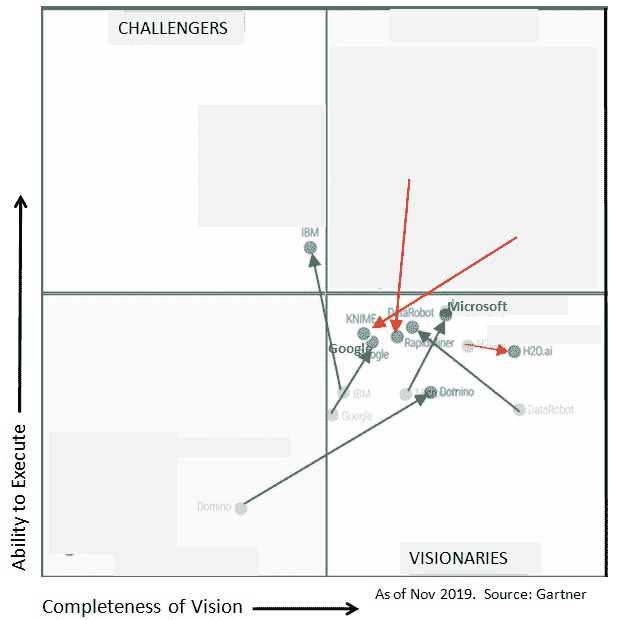 CHALLENGERS
IBM
Microsoft
DataRobot
KNIME
Google
RapidMiner
H2O.ai
IBM
Domino
Google
DataRobot
Domino
VISIONARIES
Ability to Execute
As of Nov 2019. Source: Gartner
Completeness of Vision